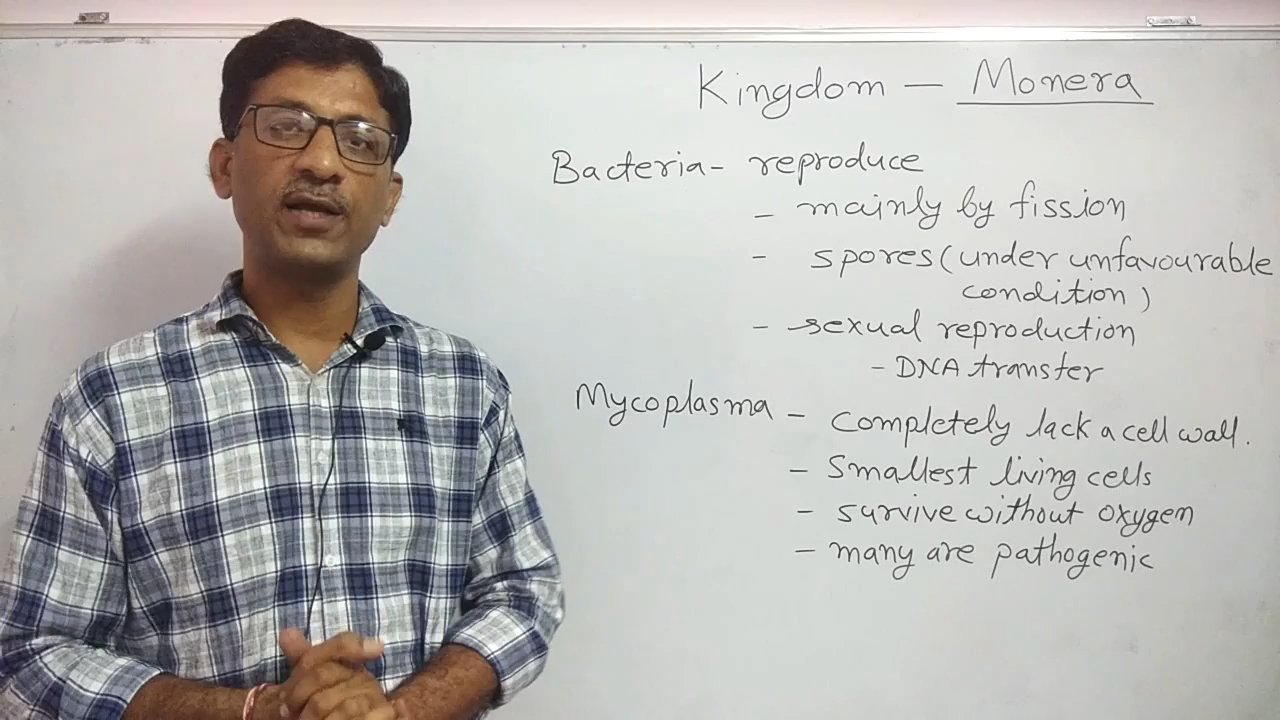 Kingdom — Monera
Bacteria - reproduce
- mainly by fission
- spores (under unfavourable
condition)
- sexual reproduction
- DNA transter
Mycoplasma - completely lack a cell wall.
- smallest living cells
- survive without oxygen
- many are pathogenic